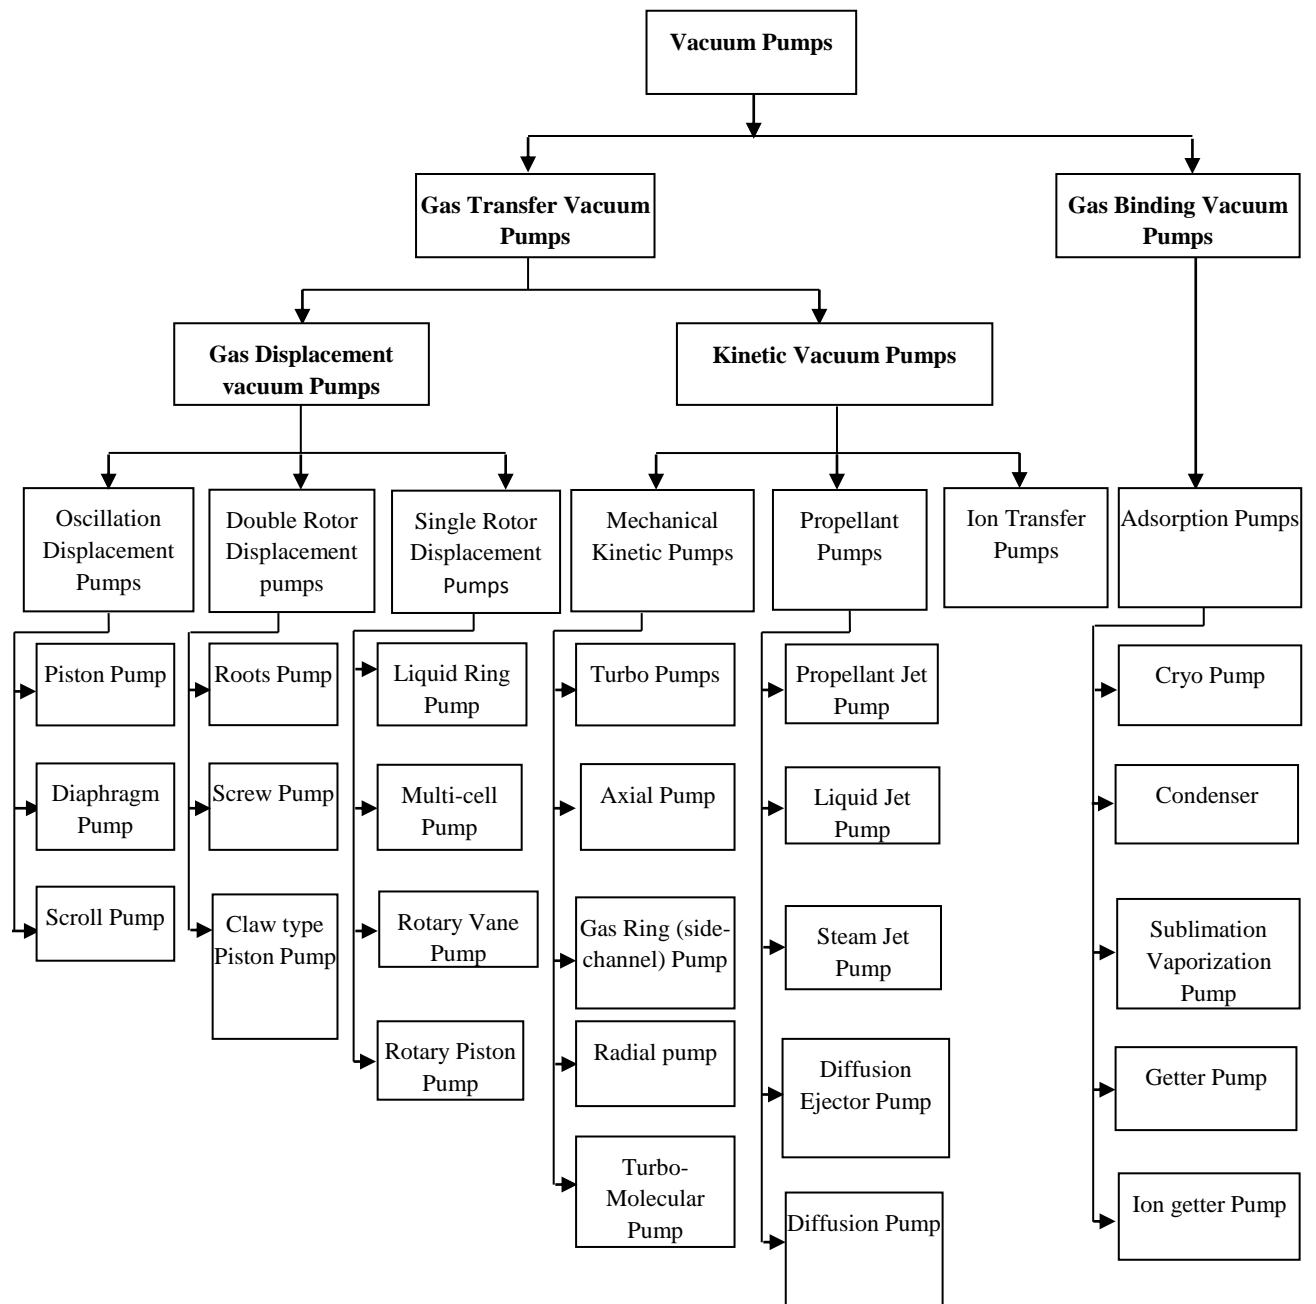 Vacuum Pumps
Gas Transfer Vacuum
Pumps
Gas Binding Vacuum
Pumps
Gas Displacement
vacuum Pumps
Kinetic Vacuum Pumps
Oscillation
Displacement
Pumps
Double Rotor
Displacement
pumps
Single Rotor
Displacement
Pumps
Mechanical
Kinetic Pumps
Propellant
Pumps
Ion Transfer
Pumps
Adsorption Pumps
Piston Pump
Diaphragm
Pump
Scroll Pump
Roots Pump
Screw Pump
Claw type
Piston Pump
Liquid Ring
Pump
Multi-cell
Pump
Rotary Vane
Pump
Rotary Piston
Pump
Turbo Pumps
Axial Pump
Gas Ring (side-
channel) Pump
Radial pump
Turbo-
Molecular
Pump
Propellant Jet
Pump
Liquid Jet
Pump
Steam Jet
Pump
Diffusion
Ejector Pump
Diffusion Pump
Cryo Pump
Condenser
Sublimation
Vaporization
Pump
Getter Pump
Ion getter Pump